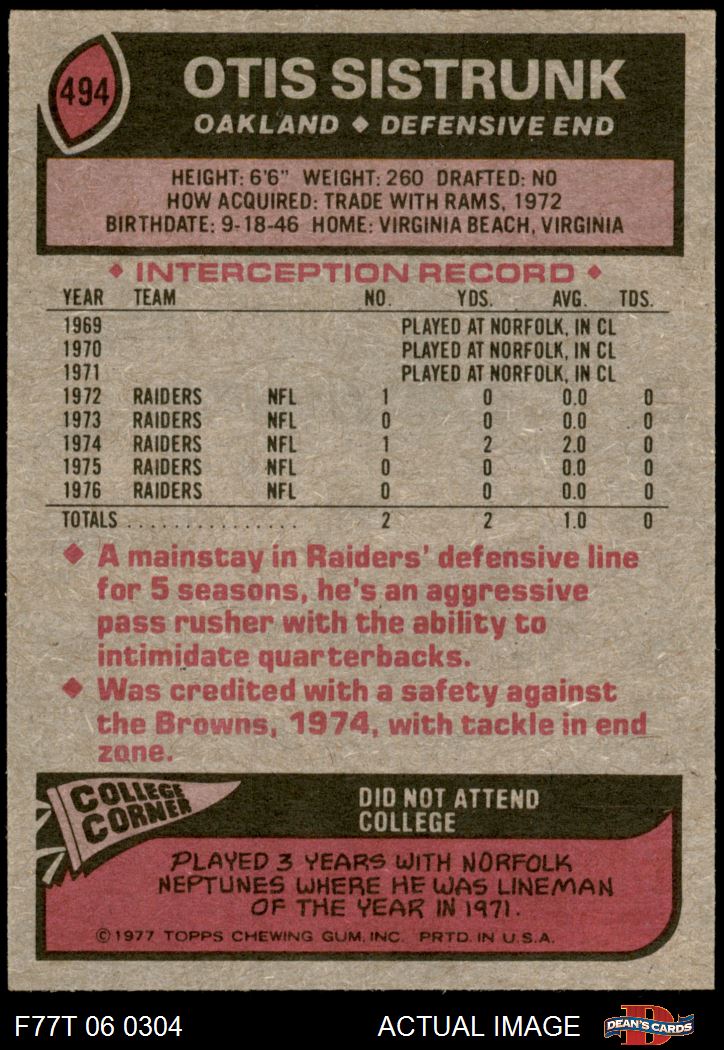 494
OTIS SISTRUNK
OAKLAND ◆ DEFENSIVE END
HEIGHT: 6'6" WEIGHT: 260 DRAFTED: NO
HOW ACQUIRED: TRADE WITH RAMS, 1972
BIRTHDATE: 9-18-46 HOME: VIRGINIA BEACH, VIRGINIA
◆ INTERCEPTION RECORD ◆
YEAR TEAM NO. YDS. AVG. TDS.
1969 PLAYED AT NORFOLK, IN CL
1970 PLAYED AT NORFOLK, IN CL
1971 PLAYED AT NORFOLK, IN CL
1972 RAIDERS NFL 1 0 0.0 0
1973 RAIDERS NFL 0 0 0.0 0
1974 RAIDERS NFL 1 2 2.0 0
1975 RAIDERS NFL 0 0 0.0 0
1976 RAIDERS NFL 0 0 0.0 0
TOTALS ................ 2 2 1.0 0
◆ A mainstay in Raiders' defensive line
for 5 seasons, he's an aggressive
pass rusher with the ability to
intimidate quarterbacks.
◆ Was credited with a safety against
the Browns, 1974, with tackle in end
zone.
COLLEGE
CORNER
DID NOT ATTEND
COLLEGE
PLAYED 3 YEARS WITH NORFOLK
NEPTUNES WHERE HE WAS LINEMAN
OF THE YEAR IN 1971.
©1977 TOPPS CHEWING GUM, INC. PRTD. IN U.S.A.
F77T 06 0304 ACTUAL IMAGE
D
DEAN'S CARDS